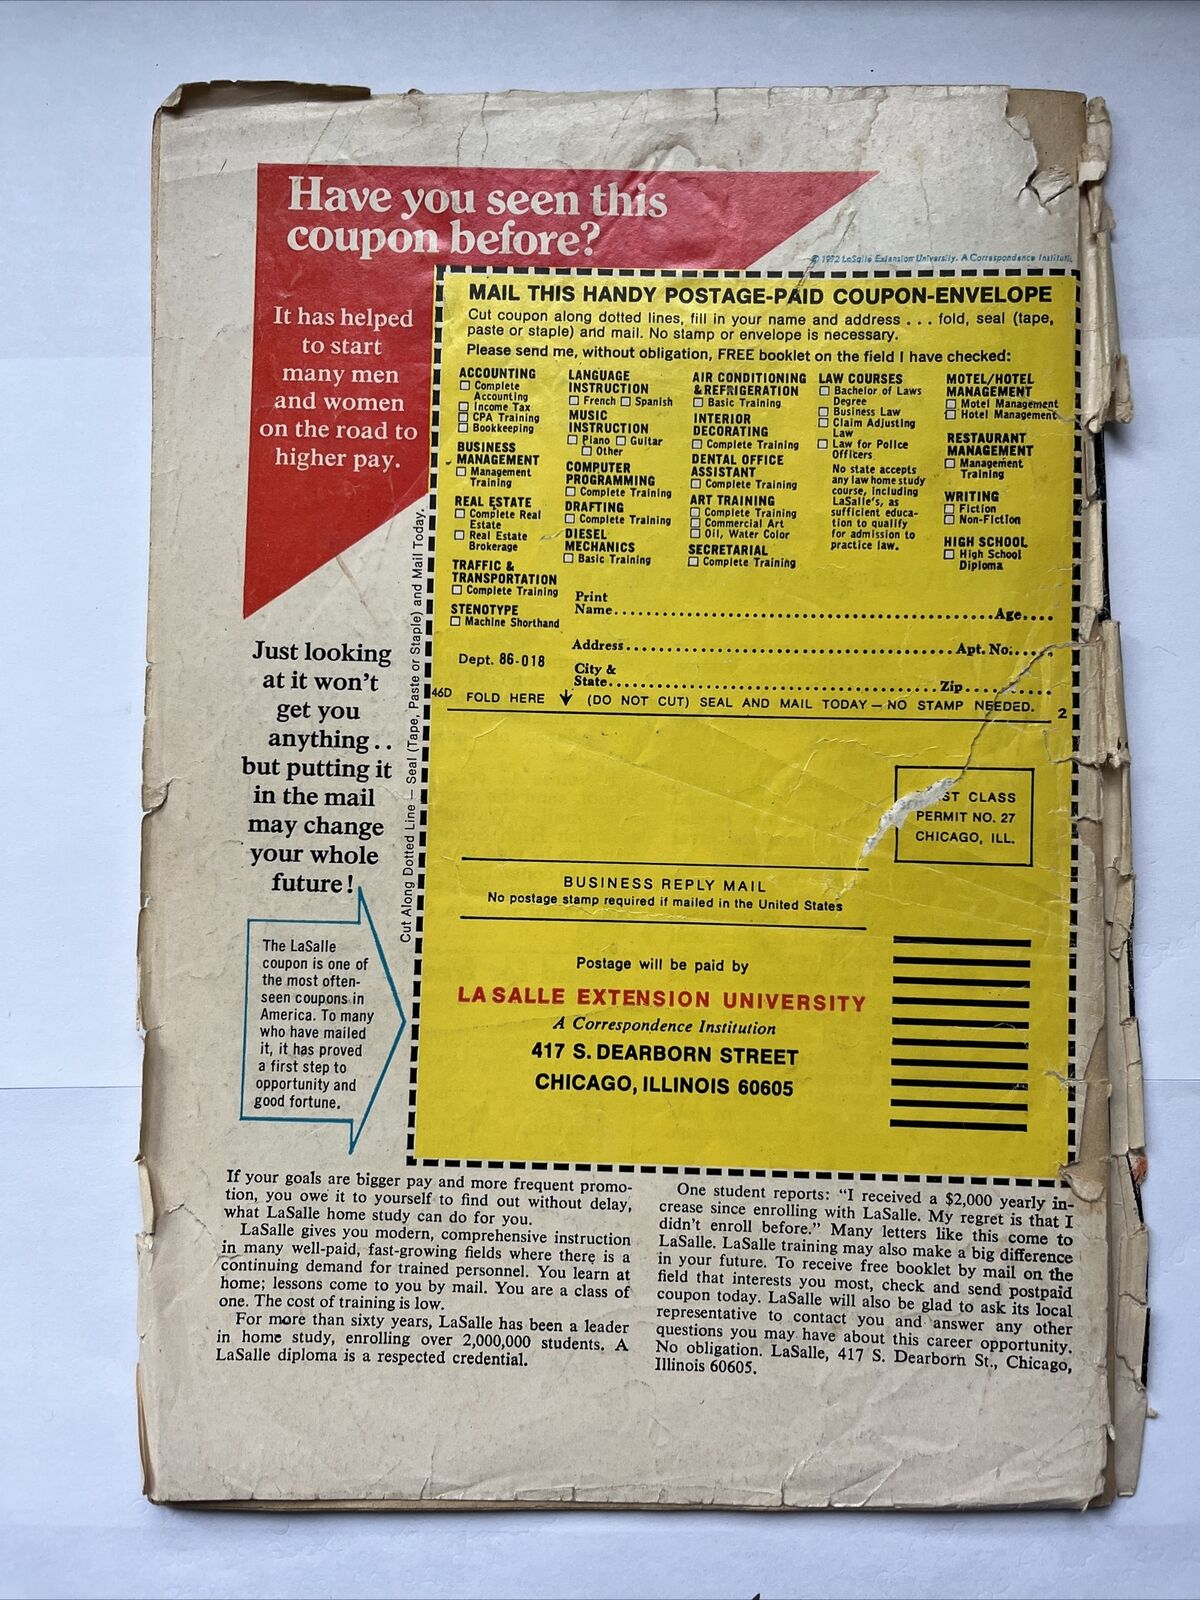 Have you seen this
coupon before?
It has helped
to start
many men
and women
on the road to
higher pay.
Just looking
at it won't
get you
anything . .
but putting it
in the mail
may change
your whole
future!
The LaSalle
coupon is one of
the most often-
seen coupons in
America. To many
who have mailed
it, it has proved
a first step to
opportunity and
good fortune.
Cut Along Dotted Line — Seal (Tape, Paste or Staple) and Mail Today.
© 1972 LaSalle Extension University. A Correspondence
MAIL THIS HANDY POSTAGE-PAID COUPON-ENVELOPE
Cut coupon along dotted lines, fill in your name and address . . . fold, seal (tape,
paste or staple) and mail. No stamp or envelope is necessary.
Please send me, without obligation, FREE booklet on the field I have checked:
ACCOUNTING
Complete
Accounting
Income Tax
CPA Training
Bookkeeping
BUSINESS
MANAGEMENT
Management
Training
REAL ESTATE
Complete Real
Estate
Real Estate
Brokerage
TRAFFIC &
TRANSPORTATION
Complete Training
STENOTYPE
Machine Shorthand
LANGUAGE
INSTRUCTION
French Spanish
MUSIC
INSTRUCTION
Piano Guitar
Other
COMPUTER
PROGRAMMING
Complete Training
DRAFTING
Complete Training
DIESEL
MECHANICS
Basic Training
AIR CONDITIONING
& REFRIGERATION
Basic Training
INTERIOR
DECORATING
Complete Training
DENTAL OFFICE
ASSISTANT
Complete Training
ART TRAINING
Complete Training
Commercial Art
Oil, Water Color
SECRETARIAL
Complete Training
LAW COURSES
Bachelor of Laws
Degree
Business Law
Claim Adjusting
Law
Law for Police
Officers
No state accepts
any law home study
course, including
LaSalle's, as
sufficient educa-
tion to qualify
for admission to
practice law.
MOTEL/HOTEL
MANAGEMENT
Motel Management
Hotel Management
RESTAURANT
MANAGEMENT
Management
Training
WRITING
Fiction
Non-Fiction
HIGH SCHOOL
High School
Diploma
Print
Name.......... Age....
Address.......... Apt. No......
Dept. 86-018
City &
State.......... Zip..........
46D FOLD HERE (DO NOT CUT) SEAL AND MAIL TODAY — NO STAMP NEEDED. 2
CLASS
PERMIT NO. 27
CHICAGO, ILL.
BUSINESS REPLY MAIL
No postage stamp required if mailed in the United States
Postage will be paid by
LA SALLE EXTENSION UNIVERSITY
A Correspondence Institution
417 S. DEARBORN STREET
CHICAGO, ILLINOIS 60605
If your goals are bigger pay and more frequent promo-
tion, you owe it to yourself to find out without delay,
what LaSalle home study can do for you.
LaSalle gives you modern, comprehensive instruction
in many well-paid, fast-growing fields where there is a
continuing demand for trained personnel. You learn at
home; lessons come to you by mail. You are a class of
one. The cost of training is low.
For more than sixty years, LaSalle has been a leader
in home study, enrolling over 2,000,000 students. A
LaSalle diploma is a respected credential.
One student reports: "I received a $2,000 yearly in-
crease since enrolling with LaSalle. My regret is that I
didn't enroll before." Many letters like this come to
LaSalle. LaSalle training may also make a big difference
in your future. To receive free booklet by mail on the
field that interests you most, check and send postpaid
coupon today. LaSalle will also be glad to ask its local
representative to contact you and answer any other
questions you may have about this career opportunity.
No obligation. LaSalle, 417 S. Dearborn St., Chicago,
Illinois 60605.